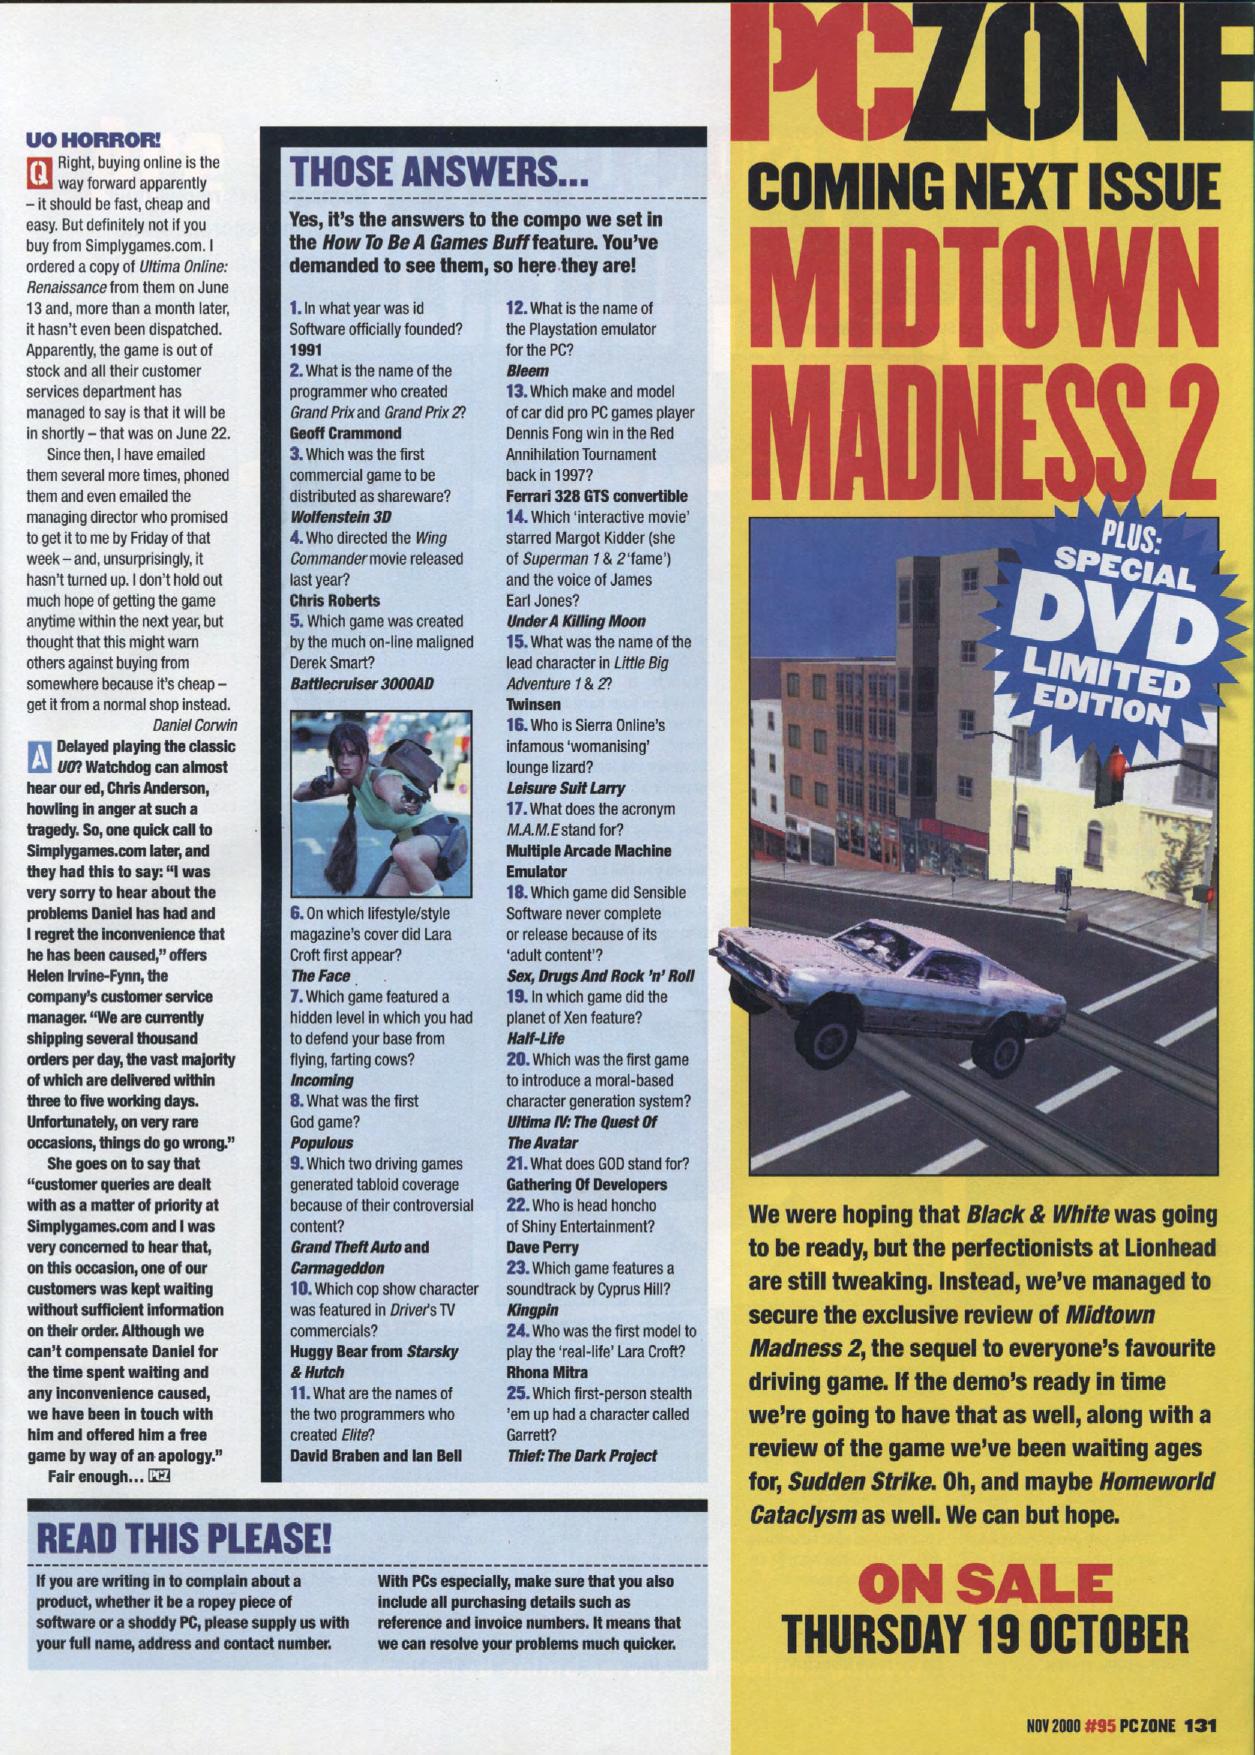 UO HORROR!
Q Right, buying online is the
way forward apparently
– it should be fast, cheap and
easy. But definitely not if you
buy from Simplygames.com. I
ordered a copy of Ultima Online:
Renaissance from them on June
13 and, more than a month later,
it hasn't even been dispatched.
Apparently, the game is out of
stock and all their customer
services department has
managed to say is that it will be
in shortly – that was on June 22.
Since then, I have emailed
them several more times, phoned
them and even emailed the
managing director who promised
to get it to me by Friday of that
week – and, unsurprisingly, it
hasn't turned up. I don't hold out
much hope of getting the game
anytime within the next year, but
thought that this might warn
others against buying from
somewhere because it's cheap –
get it from a normal shop instead.
Daniel Corwin
A Delayed playing the classic
UO? Watchdog can almost
hear our ed, Chris Anderson,
howling in anger at such a
tragedy. So, one quick call to
Simplygames.com later, and
they had this to say: "I was
very sorry to hear about the
problems Daniel has had and
I regret the inconvenience that
he has been caused," offers
Helen Irvine-Fynn, the
company's customer service
manager. "We are currently
shipping several thousand
orders per day, the vast majority
of which are delivered within
three to five working days.
Unfortunately, on very rare
occasions, things do go wrong."
She goes on to say that
"customer queries are dealt
with as a matter of priority at
Simplygames.com and I was
very concerned to hear that,
on this occasion, one of our
customers was kept waiting
without sufficient information
on their order. Although we
can't compensate Daniel for
the time spent waiting and
any inconvenience caused,
we have been in touch with
him and offered him a free
game by way of an apology."
Fair enough... PCZ
THOSE ANSWERS...
Yes, it's the answers to the compo we set in
the How To Be A Games Buff feature. You've
demanded to see them, so here they are!
1. In what year was id
Software officially founded?
1991
2. What is the name of the
programmer who created
Grand Prix and Grand Prix 2?
Geoff Crammond
3. Which was the first
commercial game to be
distributed as shareware?
Wolfenstein 3D
4. Who directed the Wing
Commander movie released
last year?
Chris Roberts
5. Which game was created
by the much on-line maligned
Derek Smart?
Battlecruiser 3000AD
6. On which lifestyle/style
magazine's cover did Lara
Croft first appear?
The Face
7. Which game featured a
hidden level in which you had
to defend your base from
flying, farting cows?
Incoming
8. What was the first
God game?
Populous
9. Which two driving games
generated tabloid coverage
because of their controversial
content?
Grand Theft Auto and
Carmageddon
10. Which cop show character
was featured in Driver's TV
commercials?
Huggy Bear from Starsky
& Hutch
11. What are the names of
the two programmers who
created Elite?
David Braben and Ian Bell
12. What is the name of
the Playstation emulator
for the PC?
Bleem
13. Which make and model
of car did pro PC games player
Dennis Fong win in the Red
Annihilation Tournament
back in 1997?
Ferrari 328 GTS convertible
14. Which 'interactive movie'
starred Margot Kidder (she
of Superman 1 & 2 'fame')
and the voice of James
Earl Jones?
Under A Killing Moon
15. What was the name of the
lead character in Little Big
Adventure 1 & 2?
Twinsen
16. Who is Sierra Online's
infamous 'womanising'
lounge lizard?
Leisure Suit Larry
17. What does the acronym
M.A.M.E stand for?
Multiple Arcade Machine
Emulator
18. Which game did Sensible
Software never complete
or release because of its
'adult content'?
Sex, Drugs And Rock 'n' Roll
19. In which game did the
planet of Xen feature?
Half-Life
20. Which was the first game
to introduce a moral-based
character generation system?
Ultima IV: The Quest Of
The Avatar
21. What does GOD stand for?
Gathering Of Developers
22. Who is head honcho
of Shiny Entertainment?
Dave Perry
23. Which game features a
soundtrack by Cyprus Hill?
Kingpin
24. Who was the first model to
play the 'real-life' Lara Croft?
Rhona Mitra
25. Which first-person stealth
'em up had a character called
Garrett?
Thief: The Dark Project
READ THIS PLEASE!
If you are writing in to complain about a
product, whether it be a ropey piece of
software or a shoddy PC, please supply us with
your full name, address and contact number.
With PCs especially, make sure that you also
include all purchasing details such as
reference and invoice numbers. It means that
we can resolve your problems much quicker.
PCZONE
COMING NEXT ISSUE
MIDTOWN
MADNESS 2
PLUS:
SPECIAL
DVD
LIMITED
EDITION
We were hoping that Black & White was going
to be ready, but the perfectionists at Lionhead
are still tweaking. Instead, we've managed to
secure the exclusive review of Midtown
Madness 2, the sequel to everyone's favourite
driving game. If the demo's ready in time
we're going to have that as well, along with a
review of the game we've been waiting ages
for, Sudden Strike. Oh, and maybe Homeworld
Cataclysm as well. We can but hope.
ON SALE
THURSDAY 19 OCTOBER
NOV 2000 #95 PC ZONE 131